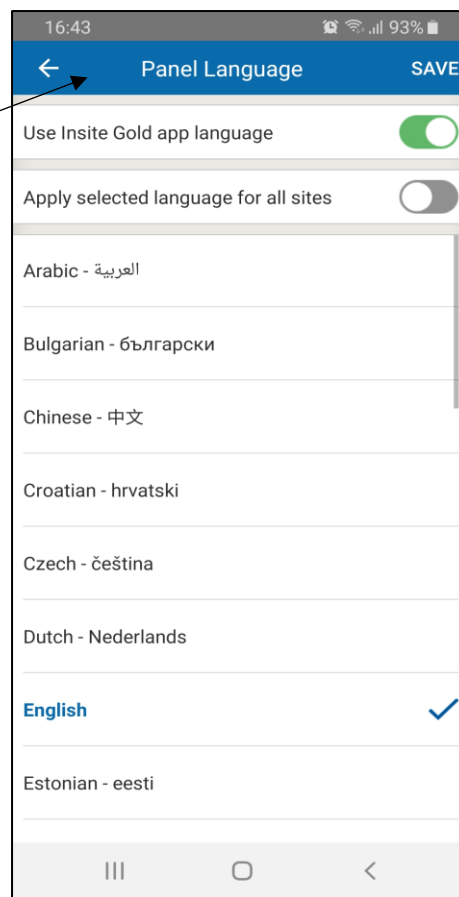 16:43 93%
Panel Language SAVE
Use Insite Gold app language
Apply selected language for all sites
Arabic - العربية
Bulgarian - български
Chinese - 中文
Croatian - hrvatski
Czech - čeština
Dutch - Nederlands
English
Estonian - eesti